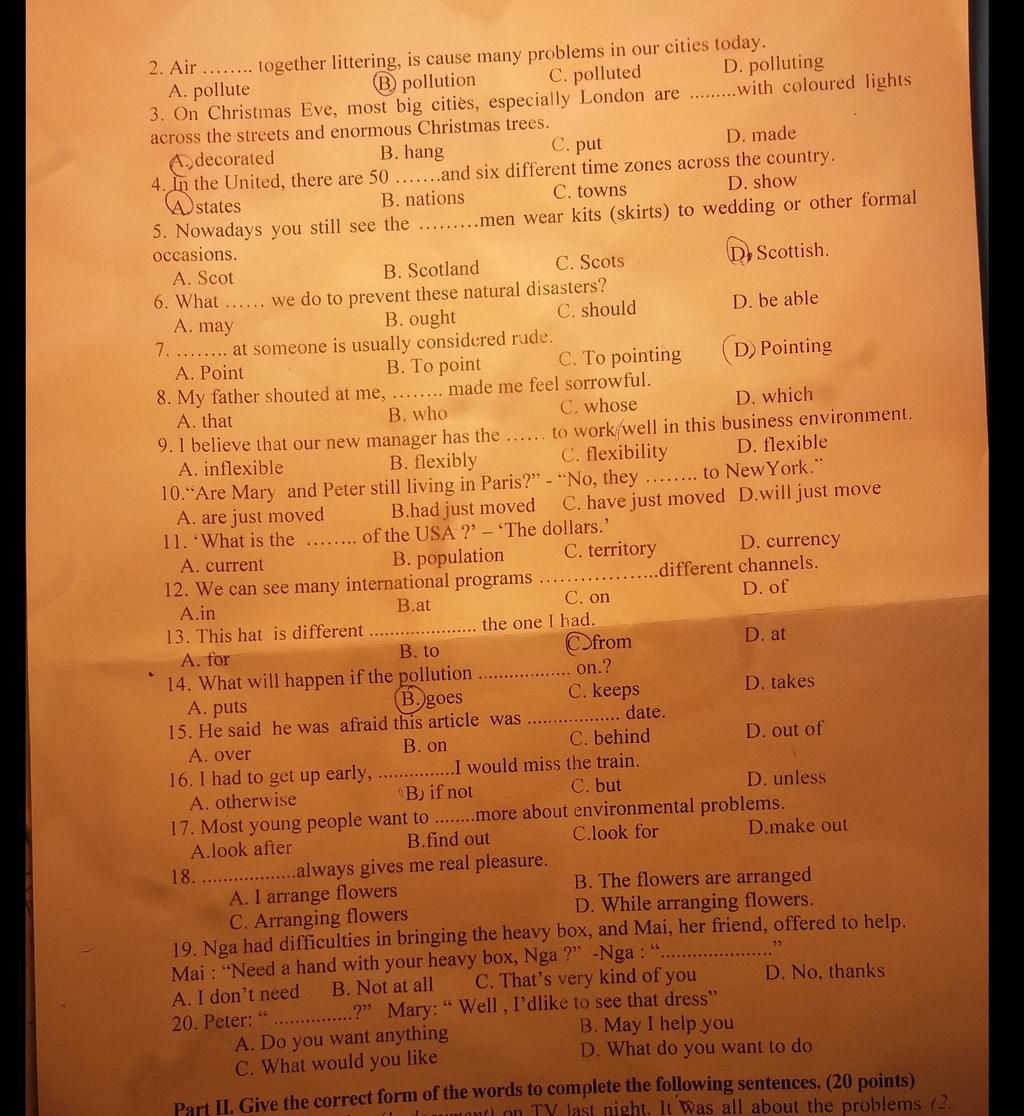 2. Air ........ together littering, is cause many problems in our cities today.
A. pollute B. pollution C. polluted D. polluting
3. On Christmas Eve, most big cities, especially London are .........with coloured lights
across the streets and enormous Christmas trees.
A. decorated B. hang C. put D. made
4. In the United, there are 50 .......and six different time zones across the country.
A. states B. nations C. towns D. show
5. Nowadays you still see the .........men wear kits (skirts) to wedding or other formal
occasions.
A. Scot B. Scotland C. Scots D. Scottish.
6. What ...... we do to prevent these natural disasters?
A. may B. ought C. should D. be able
7. ........ at someone is usually considered rude.
A. Point B. To point C. To pointing D. Pointing
8. My father shouted at me, ........ made me feel sorrowful.
A. that B. who C. whose D. which
9. I believe that our new manager has the ...... to work well in this business environment.
A. inflexible B. flexibly C. flexibility D. flexible
10.“Are Mary and Peter still living in Paris?” - “No, they ........ to NewYork.”
A. are just moved B.had just moved C. have just moved D.will just move
11. ‘What is the ........ of the USA ?’ – ‘The dollars.’
A. current B. population C. territory D. currency
12. We can see many international programs ..................different channels.
A.in B.at C. on D. of
13. This hat is different .................... the one I had.
A. for B. to C. from D. at
14. What will happen if the pollution ................. on.?
A. puts B. goes C. keeps D. takes
15. He said he was afraid this article was .................. date.
A. over B. on C. behind D. out of
16. I had to get up early, ..............I would miss the train.
A. otherwise B. if not C. but D. unless
17. Most young people want to ........more about environmental problems.
A.look after B.find out C.look for D.make out
18. ..................always gives me real pleasure.
A. I arrange flowers B. The flowers are arranged
C. Arranging flowers D. While arranging flowers.
19. Nga had difficulties in bringing the heavy box, and Mai, her friend, offered to help.
Mai : “Need a hand with your heavy box, Nga ?” -Nga : “......................”
A. I don’t need B. Not at all C. That’s very kind of you D. No, thanks
20. Peter: “ ...............?” Mary: “ Well , I’dlike to see that dress”
A. Do you want anything B. May I help you
C. What would you like D. What do you want to do
Part II. Give the correct form of the words to complete the following sentences. (20 points)
on TV last night. It was all about the problems